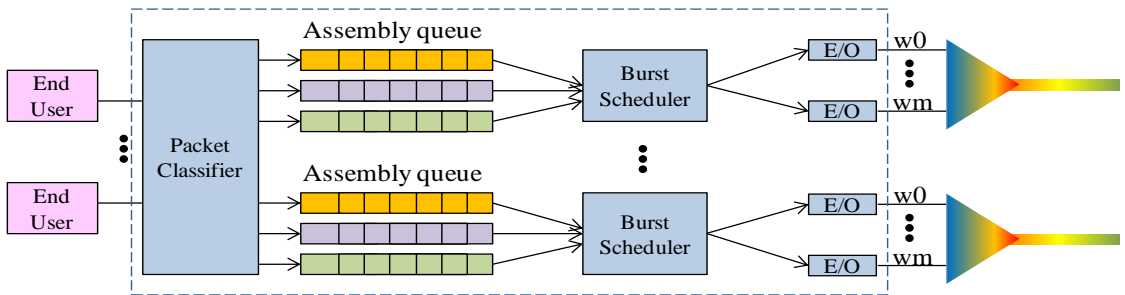 End
User
End
User
Packet
Classifier
Assembly queue
Burst
Scheduler
E/O
w0
E/O
wm
Assembly queue
Burst
Scheduler
E/O
w0
E/O
wm